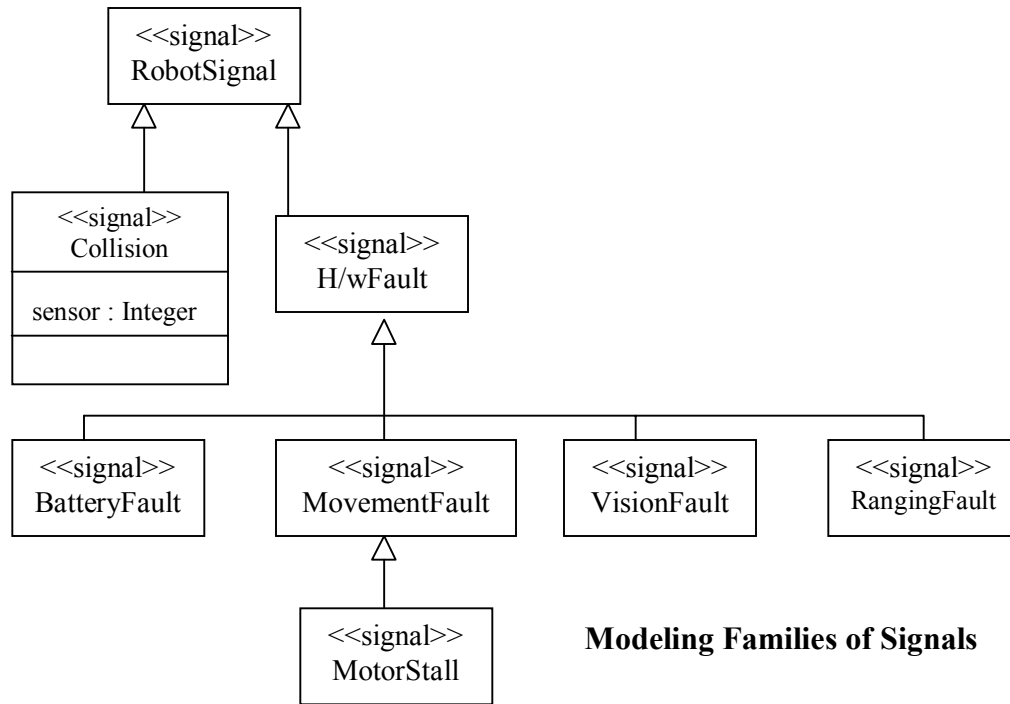 <<signal>>
RobotSignal
<<signal>>
Collision
sensor : Integer
<<signal>>
H/wFault
<<signal>>
BatteryFault
<<signal>>
MovementFault
<<signal>>
VisionFault
<<signal>>
RangingFault
<<signal>>
MotorStall
Modeling Families of Signals